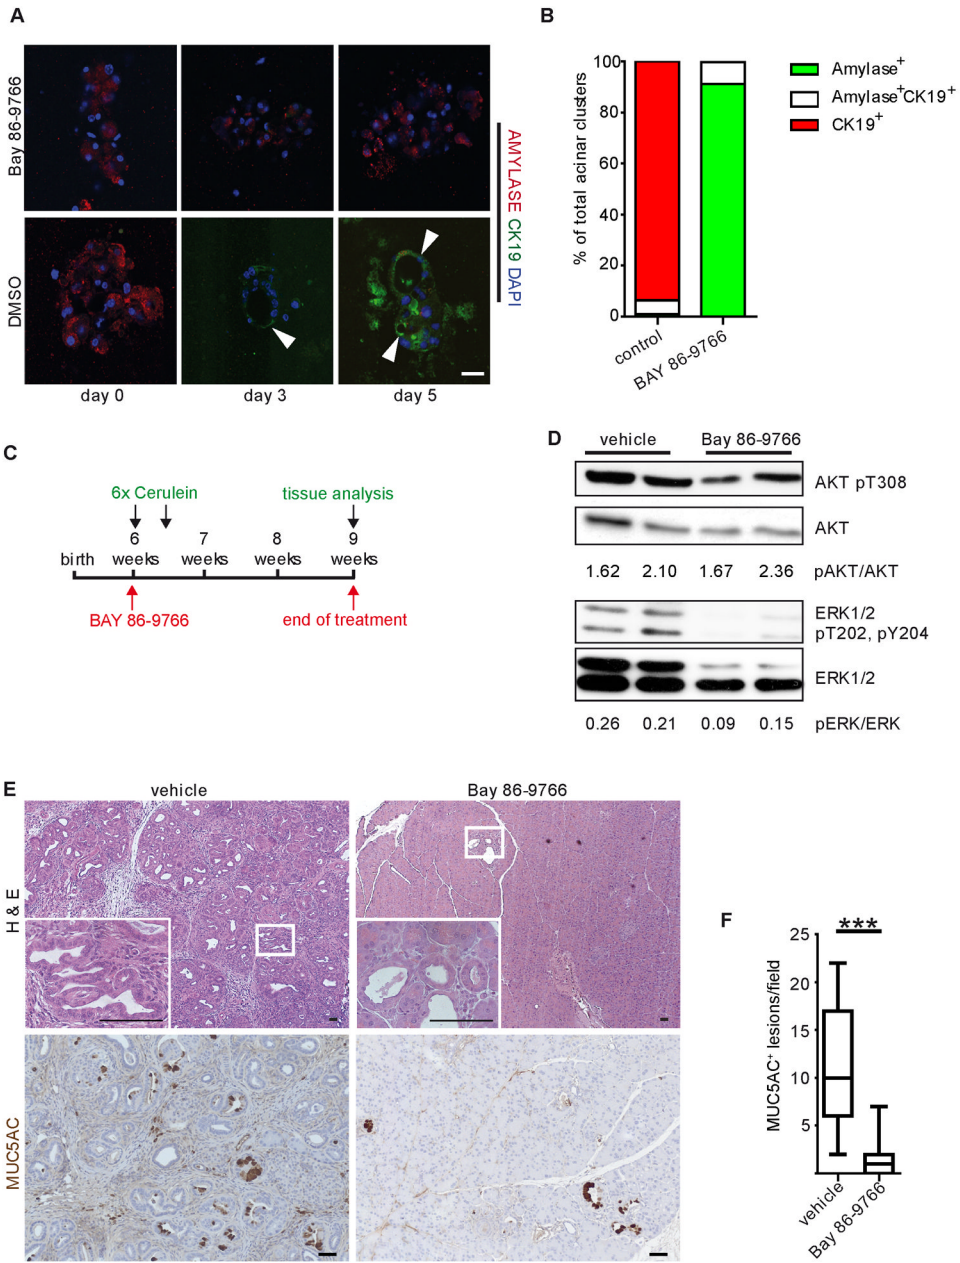 A
Bay 86-9766
DMSO
day 0
day 3
day 5
AMYLASE CK19 DAPI
B
% of total acinar clusters
100
80
60
40
20
0
control
BAY 86-9766
Amylase+
Amylase+CK19+
CK19+
C
6x Cerulein
tissue analysis
6
7
8
9
birth
weeks
weeks
weeks
weeks
BAY 86-9766
end of treatment
D
vehicle
Bay 86-9766
AKT pT308
AKT
1.62 2.10 1.67 2.36 pAKT/AKT
ERK1/2
pT202, pY204
ERK1/2
0.26 0.21 0.09 0.15 pERK/ERK
E
vehicle
Bay 86-9766
H & E
MUC5AC
F
MUC5AC+ lesions/field
25
20
15
10
5
***
vehicle
Bay 86-9766